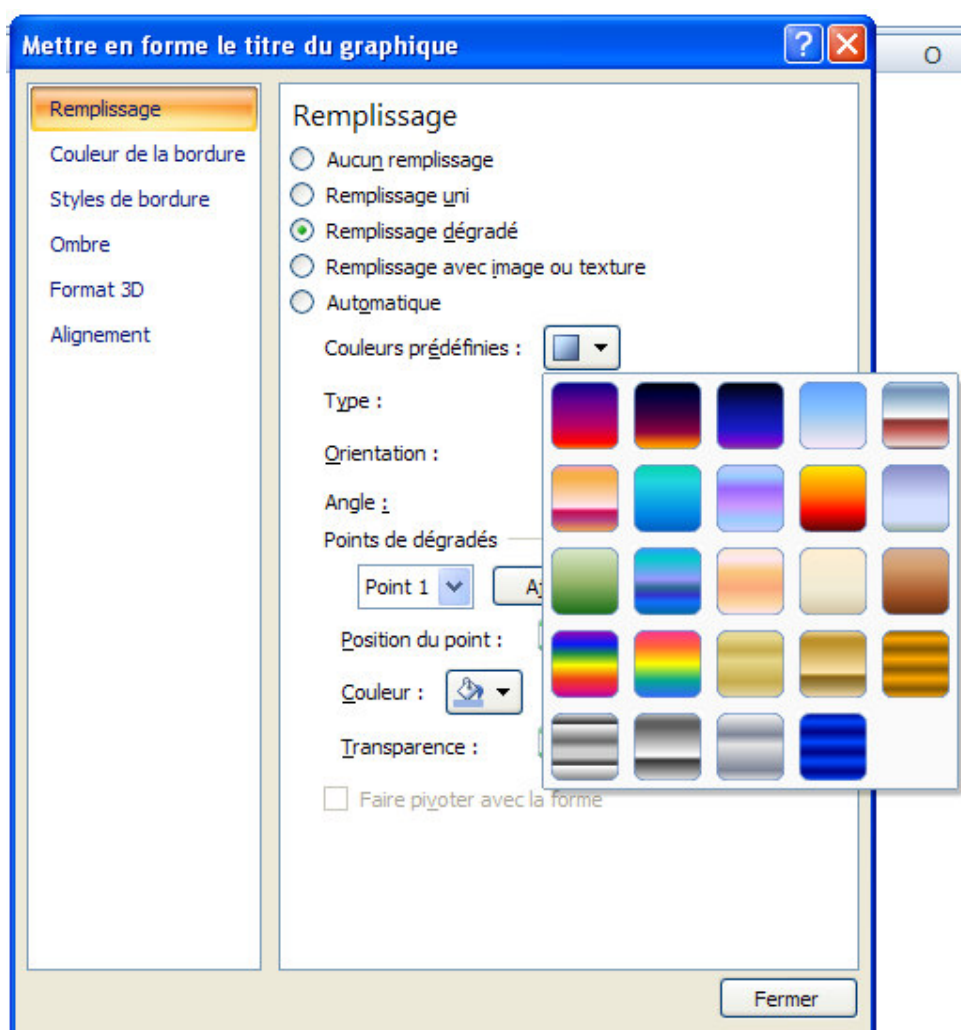 Mettre en forme le titre du graphique
O
Remplissage
Couleur de la bordure
Styles de bordure
Ombre
Format 3D
Alignement
Remplissage
Aucun remplissage
Remplissage uni
Remplissage dégradé
Remplissage avec image ou texture
Automatique
Couleurs prédéfinies :
Type :
Orientation :
Angle :
Points de dégradés
Point 1
Position du point :
Couleur :
Transparence :
Faire pivoter avec la forme
Fermer